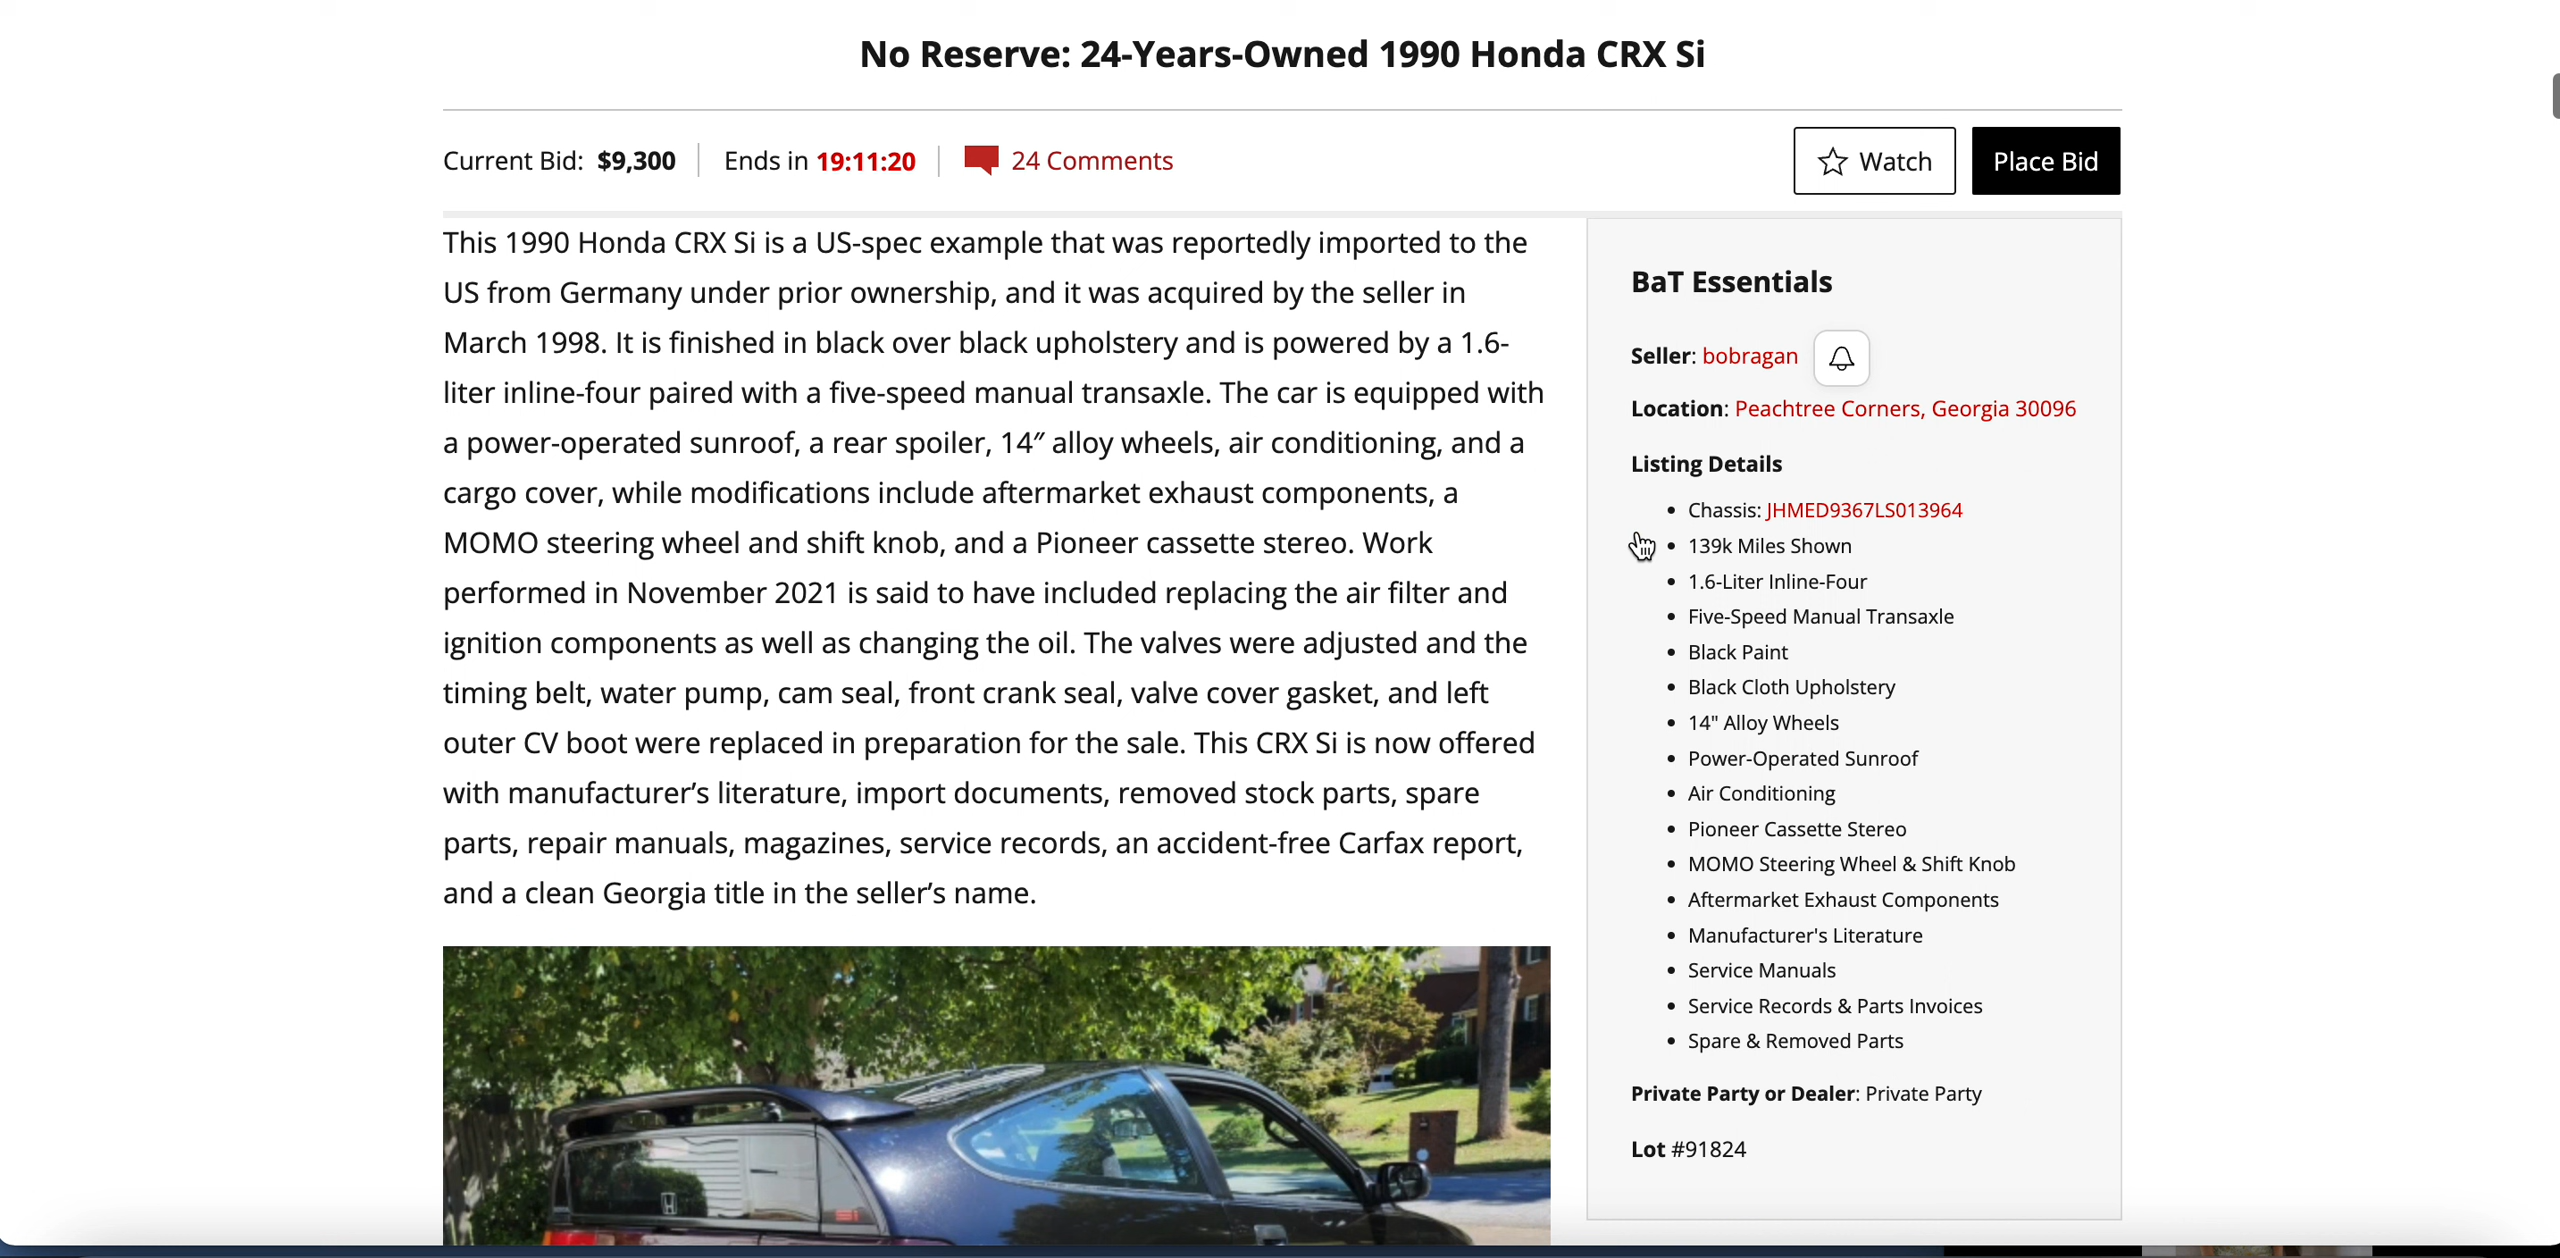 No Reserve: 24-Years-Owned 1990 Honda CRX Si
Current Bid: $9,300
Ends in 19:11:20
24 Comments
Watch
Place Bid
This 1990 Honda CRX Si is a US-spec example that was reportedly imported to the
US from Germany under prior ownership, and it was acquired by the seller in
March 1998. It is finished in black over black upholstery and is powered by a 1.6-
liter inline-four paired with a five-speed manual transaxle. The car is equipped with
a power-operated sunroof, a rear spoiler, 14″ alloy wheels, air conditioning, and a
cargo cover, while modifications include aftermarket exhaust components, a
MOMO steering wheel and shift knob, and a Pioneer cassette stereo. Work
performed in November 2021 is said to have included replacing the air filter and
ignition components as well as changing the oil. The valves were adjusted and the
timing belt, water pump, cam seal, front crank seal, valve cover gasket, and left
outer CV boot were replaced in preparation for the sale. This CRX Si is now offered
with manufacturer’s literature, import documents, removed stock parts, spare
parts, repair manuals, magazines, service records, an accident-free Carfax report,
and a clean Georgia title in the seller’s name.
BaT Essentials
Seller: bobragan
Location: Peachtree Corners, Georgia 30096
Listing Details
• Chassis: JHMED9367LS013964
• 139k Miles Shown
• 1.6-Liter Inline-Four
• Five-Speed Manual Transaxle
• Black Paint
• Black Cloth Upholstery
• 14" Alloy Wheels
• Power-Operated Sunroof
• Air Conditioning
• Pioneer Cassette Stereo
• MOMO Steering Wheel & Shift Knob
• Aftermarket Exhaust Components
• Manufacturer's Literature
• Service Manuals
• Service Records & Parts Invoices
• Spare & Removed Parts
Private Party or Dealer: Private Party
Lot #91824